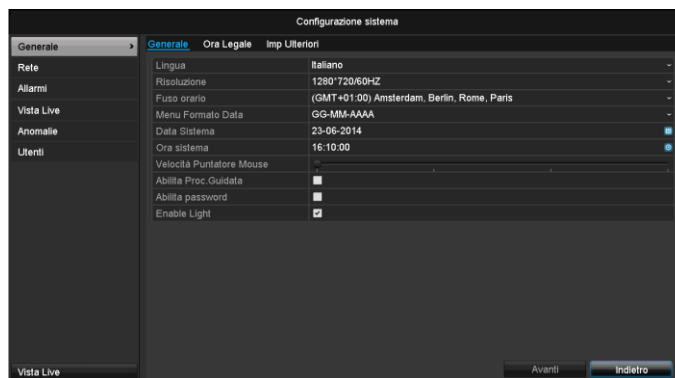 Configurazione sistema
Generale
Rete
Allarmi
Vista Live
Anomalie
Utenti
Vista Live
Generale Ora Legale Imp Ulteriori
Lingua Italiano
Risoluzione 1280*720/60HZ
Fuso orario (GMT+01:00) Amsterdam, Berlin, Rome, Paris
Menu Formato Data GG-MM-AAAA
Data Sistema 23-06-2014
Ora sistema 16:10:00
Velocità Puntatore Mouse
Abilita Proc.Guidata
Abilita password
Enable Light
Avanti Indietro